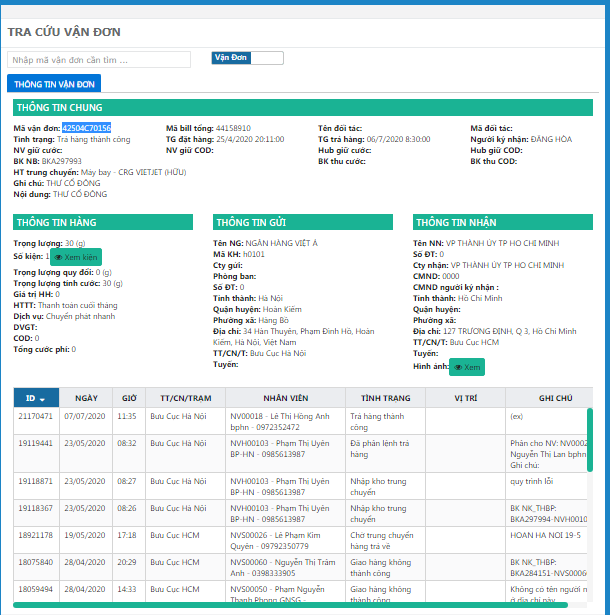 TRA CỨU VẬN ĐƠN
Nhập mã vận đơn cần tìm ...
Vận Đơn
THÔNG TIN VẬN ĐƠN
THÔNG TIN CHUNG
Mã vận đơn: 42504C70156 Mã bill tổng: 44158910 Tên đối tác: Mã đối tác:
Tình trạng: Trả hàng thành công TG đặt hàng: 25/4/2020 20:11:00 TG trả hàng: 06/7/2020 8:30:00 Người ký nhận: ĐĂNG HÒA
NV giữ cước: NV giữ COD: Hub giữ cước: Hub giữ COD:
BK NB: BKA297993 BK thu cước: BK thu COD:
HT trung chuyển: Máy bay - CRG VIETJET (HỮU)
Ghi chú: THƯ CỔ ĐÔNG
Nội dung: THƯ CỔ ĐÔNG
THÔNG TIN HÀNG
Trọng lượng: 30 (g)
Số kiện: 1 Xem kiện
Trọng lượng quy đổi: 0 (g)
Trọng lượng tính cước: 30 (g)
Giá trị HH: 0
HTTT: Thanh toán cuối tháng
Dịch vụ: Chuyển phát nhanh
DVGT:
COD: 0
Tổng cước phí: 0
THÔNG TIN GỬI
Tên NG: NGÂN HÀNG VIỆT Á
Mã KH: h0101
Cty gửi:
Phòng ban:
Số ĐT: 0
Tỉnh thành: Hà Nội
Quận huyện: Hoàn Kiếm
Phường xã: Hàng Bồ
Địa chỉ: 34 Hàn Thuyên, Phạm Đình Hổ, Hoàn
Kiếm, Hà Nội, Việt Nam
TT/CN/T: Bưu Cục Hà Nội
Tuyến:
THÔNG TIN NHẬN
Tên NN: VP THÀNH ỦY TP HO CHI MINH
Số ĐT: 0
Cty nhận: VP THÀNH ỦY TP HO CHI MINH
CMND: 0000
CMND người ký nhận :
Tỉnh thành: Hồ Chí Minh
Quận huyện:
Phường xã:
Địa chỉ: 127 TRƯƠNG ĐỊNH, Q 3, Hồ Chí Minh
TT/CN/T: Bưu Cục HCM
Tuyến:
Hình ảnh: Xem
ID NGÀY GIỜ TT/CN/TRẠM NHÂN VIÊN TÌNH TRẠNG VỊ TRÍ GHI CHÚ
21170471 07/07/2020 11:35 Bưu Cục Hà Nội NV00018 - Lê Thị Hồng Anh Trả hàng thành (ex)
bphn - 0972352472 công
19119441 23/05/2020 08:32 Bưu Cục Hà Nội NVH00103 - Phạm Thị Uyên Đã phân lệnh trả Phân cho NV: NV0002
BP-HN - 0985613987 hàng Nguyễn Thị Lan bphn
Ghi chú:
19118871 23/05/2020 08:27 Bưu Cục Hà Nội NVH00103 - Phạm Thị Uyên Nhập kho trung quy trình lỗi
BP-HN - 0985613987 chuyển
19118367 23/05/2020 08:26 Bưu Cục Hà Nội NVH00103 - Phạm Thị Uyên Nhập kho trung BK NK_THBP:
BP-HN - 0985613987 chuyển BKA297994-NVH0010
18921178 19/05/2020 17:18 Bưu Cục HCM NVS00026 - Lê Phạm Kim Chờ trung chuyển HOAN HA NOI 19-5
Quyên - 09792350779 hàng trả về
18075840 28/04/2020 20:29 Bưu Cục HCM NVS00060 - Nguyễn Thị Trâm Giao hàng không BK NK_THBP:
Anh - 0398333905 thành công BKA284151-NVS0006
18059494 28/04/2020 14:33 Bưu Cục HCM NVS00050 - Phạm Nguyễn Giao hàng không Không có tên người n
Thanh Phong GNSG - thành công ở địa chỉ này